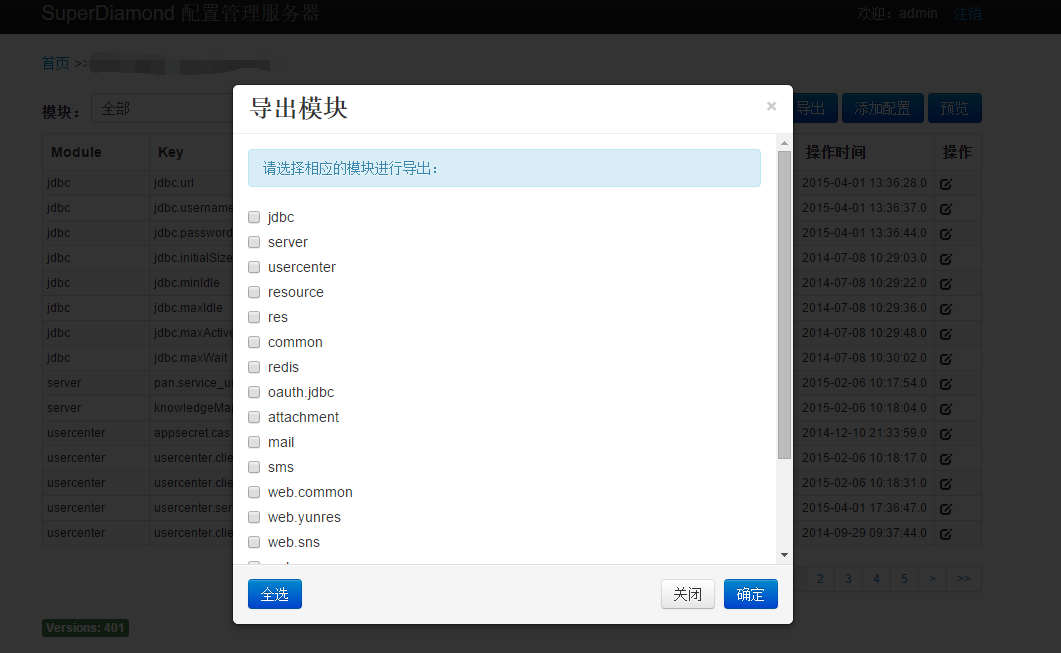 SuperDiamond 配置管理服务器
欢迎：admin 注销
首页 >>
模块： 全部
导出 添加配置 预览
导出模块 ×
请选择相应的模块进行导出：
jdbc
server
usercenter
resource
res
common
redis
oauth.jdbc
attachment
mail
sms
web.common
web.yunres
web.sns
全选 关闭 确定
Module Key 操作时间 操作
jdbc jdbc.url 2015-04-01 13:36:28.0
jdbc jdbc.username 2015-04-01 13:36:37.0
jdbc jdbc.password 2015-04-01 13:36:44.0
jdbc jdbc.initialSize 2014-07-08 10:29:03.0
jdbc jdbc.minIdle 2014-07-08 10:29:22.0
jdbc jdbc.maxIdle 2014-07-08 10:29:36.0
jdbc jdbc.maxActive 2014-07-08 10:29:48.0
jdbc jdbc.maxWait 2014-07-08 10:30:02.0
server pan.service_u 2015-02-06 10:17:54.0
server knowledgeMa 2015-02-06 10:18:04.0
usercenter appsecret.cas 2014-12-10 21:33:59.0
usercenter usercenter.clie 2015-02-06 10:18:17.0
usercenter usercenter.clie 2015-02-06 10:18:31.0
usercenter usercenter.ser 2015-04-01 17:36:47.0
usercenter usercenter.clie 2014-09-29 09:37:44.0
2 3 4 5 > >>
Versions: 401